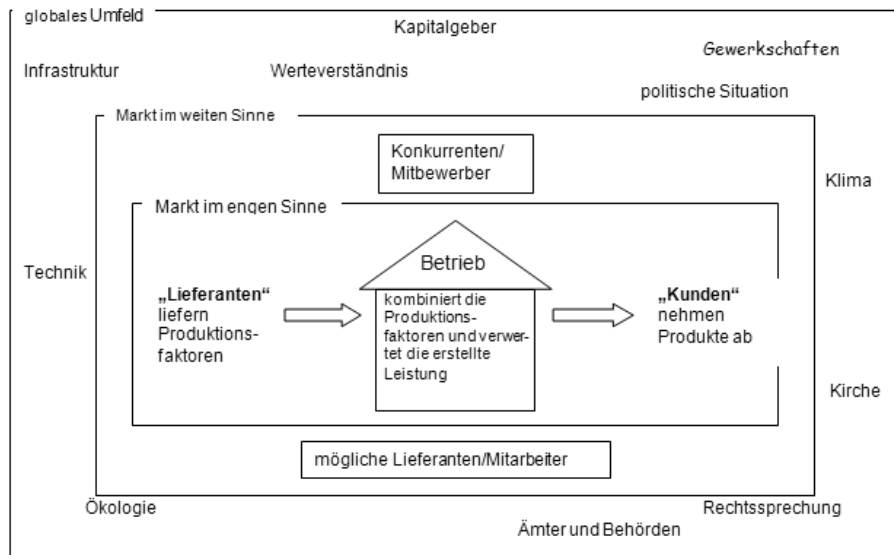 globales Umfeld
Kapitalgeber
Gewerkschaften
Infrastruktur
Werteverständnis
politische Situation
Markt im weiten Sinne
Konkurrenten/
Mitbewerber
Klima
Markt im engen Sinne
Betrieb
Technik
„Lieferanten“
liefern
Produktions-
faktoren
kombiniert die
Produktions-
faktoren und verwer-
tet die erstellte
Leistung
„Kunden“
nehmen
Produkte ab
Kirche
mögliche Lieferanten/Mitarbeiter
Ökologie
Rechtssprechung
Ämter und Behörden